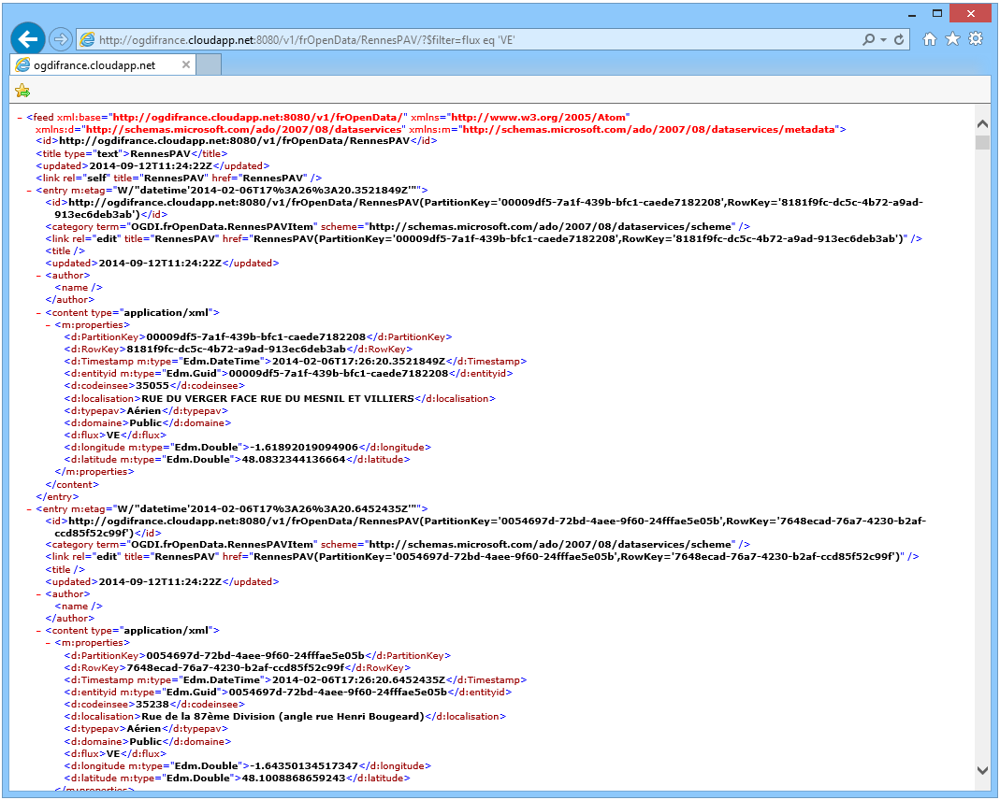 http://ogdifrance.cloudapp.net:8080/v1/frOpenData/RennesPAV/?$filter=flux eq 'VE'
ogdifrance.cloudapp.net
- <feed xml:base="http://ogdifrance.cloudapp.net:8080/v1/frOpenData/" xmlns="http://www.w3.org/2005/Atom"
xmlns:d="http://schemas.microsoft.com/ado/2007/08/dataservices" xmlns:m="http://schemas.microsoft.com/ado/2007/08/dataservices/metadata">
<id>http://ogdifrance.cloudapp.net:8080/v1/frOpenData/RennesPAV</id>
<title type="text">RennesPAV</title>
<updated>2014-09-12T11:24:22Z</updated>
<link rel="self" title="RennesPAV" href="RennesPAV" />
- <entry m:etag="W/"datetime'2014-02-06T17%3A26%3A20.3521849Z'"">
<id>http://ogdifrance.cloudapp.net:8080/v1/frOpenData/RennesPAV(PartitionKey='00009df5-7a1f-439b-bfc1-caede7182208',RowKey='8181f9fc-dc5c-4b72-a9ad-
913ec6deb3ab')</id>
<category term="OGDI.frOpenData.RennesPAVItem" scheme="http://schemas.microsoft.com/ado/2007/08/dataservices/scheme" />
<link rel="edit" title="RennesPAV" href="RennesPAV(PartitionKey='00009df5-7a1f-439b-bfc1-caede7182208',RowKey='8181f9fc-dc5c-4b72-a9ad-913ec6deb3ab')" />
<title />
<updated>2014-09-12T11:24:22Z</updated>
- <author>
<name />
</author>
- <content type="application/xml">
- <m:properties>
<d:PartitionKey>00009df5-7a1f-439b-bfc1-caede7182208</d:PartitionKey>
<d:RowKey>8181f9fc-dc5c-4b72-a9ad-913ec6deb3ab</d:RowKey>
<d:Timestamp m:type="Edm.DateTime">2014-02-06T17:26:20.3521849Z</d:Timestamp>
<d:entityid m:type="Edm.Guid">00009df5-7a1f-439b-bfc1-caede7182208</d:entityid>
<d:codeinsee>35055</d:codeinsee>
<d:localisation>RUE DU VERGER FACE RUE DU MESNIL ET VILLIERS</d:localisation>
<d:typepav>Aérien</d:typepav>
<d:domaine>Public</d:domaine>
<d:flux>VE</d:flux>
<d:longitude m:type="Edm.Double">-1.61892019094906</d:longitude>
<d:latitude m:type="Edm.Double">48.0832344136664</d:latitude>
</m:properties>
</content>
</entry>
- <entry m:etag="W/"datetime'2014-02-06T17%3A26%3A20.6452435Z'"">
<id>http://ogdifrance.cloudapp.net:8080/v1/frOpenData/RennesPAV(PartitionKey='0054697d-72bd-4aee-9f60-24fffae5e05b',RowKey='7648ecad-76a7-4230-b2af-
ccd85f52c99f')</id>
<category term="OGDI.frOpenData.RennesPAVItem" scheme="http://schemas.microsoft.com/ado/2007/08/dataservices/scheme" />
<link rel="edit" title="RennesPAV" href="RennesPAV(PartitionKey='0054697d-72bd-4aee-9f60-24fffae5e05b',RowKey='7648ecad-76a7-4230-b2af-ccd85f52c99f')" />
<title />
<updated>2014-09-12T11:24:22Z</updated>
- <author>
<name />
</author>
- <content type="application/xml">
- <m:properties>
<d:PartitionKey>0054697d-72bd-4aee-9f60-24fffae5e05b</d:PartitionKey>
<d:RowKey>7648ecad-76a7-4230-b2af-ccd85f52c99f</d:RowKey>
<d:Timestamp m:type="Edm.DateTime">2014-02-06T17:26:20.6452435Z</d:Timestamp>
<d:entityid m:type="Edm.Guid">0054697d-72bd-4aee-9f60-24fffae5e05b</d:entityid>
<d:codeinsee>35238</d:codeinsee>
<d:localisation>Rue de la 87ème Division (angle rue Henri Bougeard)</d:localisation>
<d:typepav>Aérien</d:typepav>
<d:domaine>Public</d:domaine>
<d:flux>VE</d:flux>
<d:longitude m:type="Edm.Double">-1.64350134517347</d:longitude>
<d:latitude m:type="Edm.Double">48.1008868659243</d:latitude>
</m:properties>